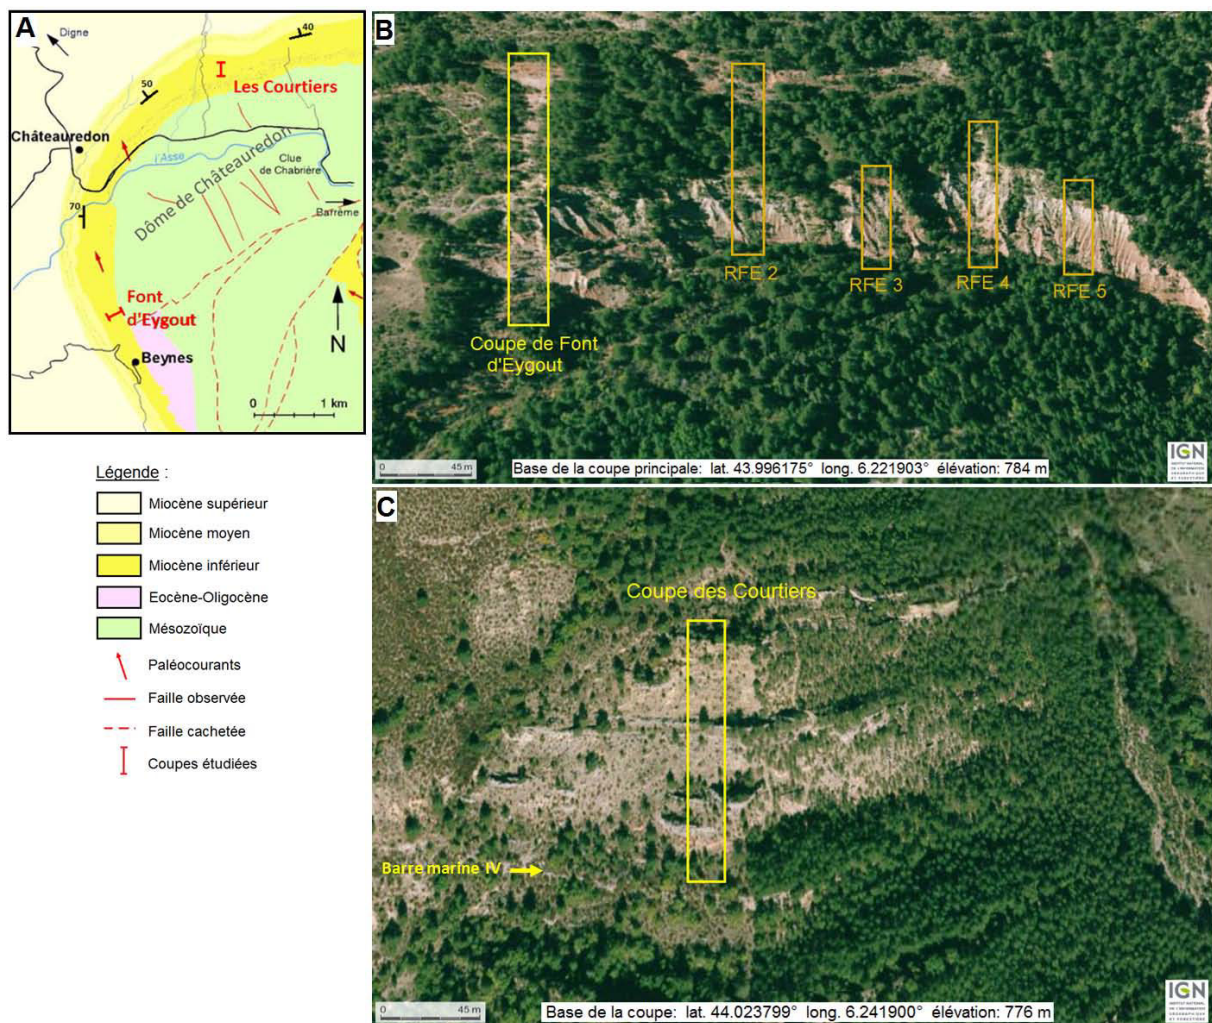 A
Digne
40
Les Courtiers
50
Châteauredon
l'Asse
Dôme de Châteauredon
Clue
de Chabrière
70
Barrême
Font
d'Eygout
N
Beynes
0 1 km
Légende :
Miocène supérieur
Miocène moyen
Miocène inférieur
Eocène-Oligocène
Mésozoïque
Paléocourants
Faille observée
Faille cachetée
Coupes étudiées
B
RFE 2
RFE 3
RFE 4
RFE 5
Coupe de Font
d'Eygout
0 45 m
Base de la coupe principale: lat. 43.996175° long. 6.221903° élévation: 784 m
IGN
C
Coupe des Courtiers
Barre marine IV
0 45 m
Base de la coupe: lat. 44.023799° long. 6.241900° élévation: 776 m
IGN